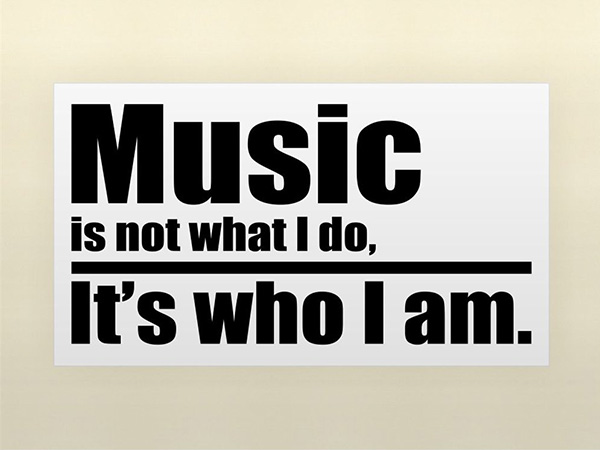 Music
is not what I do,
It's who I am.